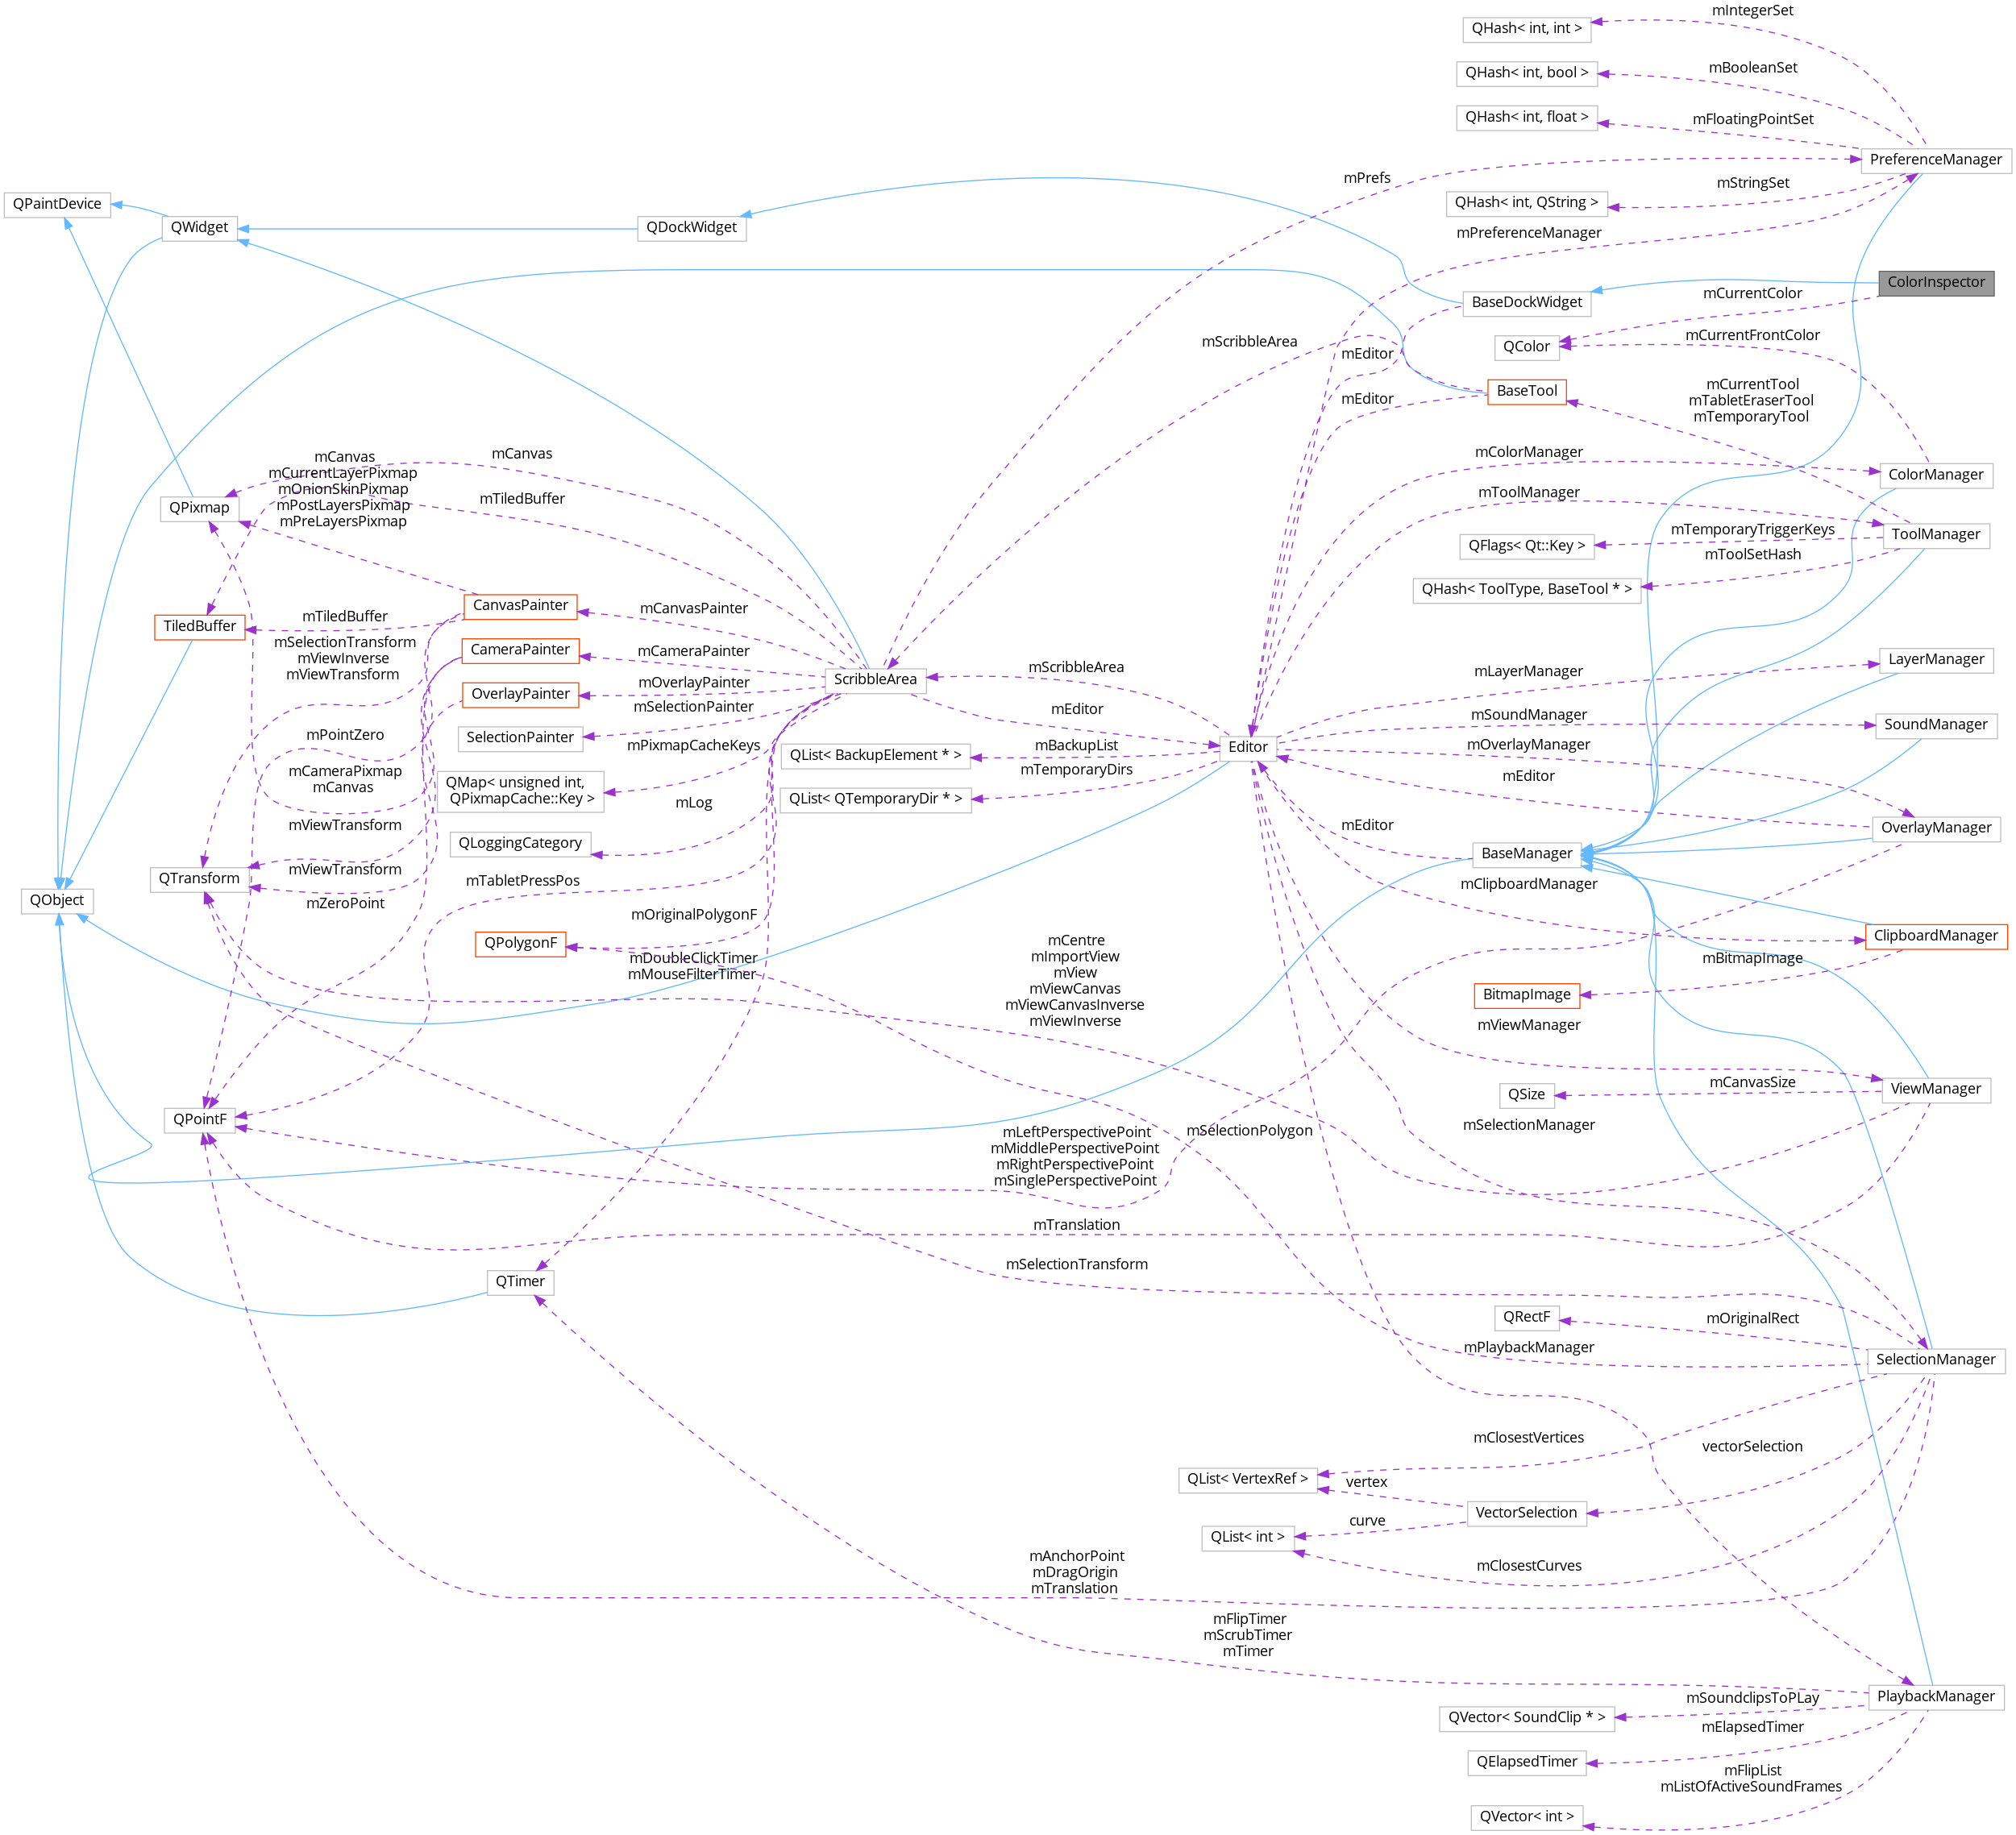 mIntegerSet
QHash< int, int >
mBooleanSet
QHash< int, bool >
mFloatingPointSet
QHash< int, float >
PreferenceManager
mPrefs
mStringSet
QHash< int, QString >
QPaintDevice
QWidget
QDockWidget
mPreferenceManager
ColorInspector
mCurrentColor
BaseDockWidget
mCurrentFrontColor
QColor
mScribbleArea
mEditor
BaseTool
mEditor
mCurrentTool
mTabletEraserTool
mTemporaryTool
mCanvas
mCurrentLayerPixmap
mOnionSkinPixmap
mPostLayersPixmap
mPreLayersPixmap
mCanvas
mTiledBuffer
QPixmap
mColorManager
ColorManager
mToolManager
mTemporaryTriggerKeys
ToolManager
QFlags< Qt::Key >
mToolSetHash
QHash< ToolType, BaseTool * >
CanvasPainter
mCanvasPainter
TiledBuffer
mTiledBuffer
mSelectionTransform
mViewInverse
mViewTransform
CameraPainter
mCameraPainter
ScribbleArea
mScribbleArea
mLayerManager
LayerManager
OverlayPainter
mOverlayPainter
mSelectionPainter
mEditor
mSoundManager
SoundManager
SelectionPainter
mPointZero
mPixmapCacheKeys
QList< BackupElement * >
mBackupList
Editor
mOverlayManager
mCameraPixmap
mCanvas
QMap< unsigned int,
QPixmapCache::Key >
mTemporaryDirs
QList< QTemporaryDir * >
mEditor
mLog
mViewTransform
QLoggingCategory
mEditor
OverlayManager
BaseManager
QTransform
mViewTransform
mTabletPressPos
mClipboardManager
QObject
mZeroPoint
mOriginalPolygonF
QPolygonF
ClipboardManager
mDoubleClickTimer
mMouseFilterTimer
mCentre
mImportView
mView
mViewCanvas
mViewCanvasInverse
mViewInverse
mBitmapImage
BitmapImage
mViewManager
mCanvasSize
QSize
ViewManager
QPointF
mLeftPerspectivePoint
mMiddlePerspectivePoint
mRightPerspectivePoint
mSinglePerspectivePoint
mSelectionPolygon
mSelectionManager
mTranslation
mSelectionTransform
QTimer
mOriginalRect
QRectF
mPlaybackManager
SelectionManager
mClosestVertices
vectorSelection
QList< VertexRef >
vertex
VectorSelection
curve
QList< int >
mClosestCurves
mAnchorPoint
mDragOrigin
mTranslation
mFlipTimer
mScrubTimer
mTimer
PlaybackManager
mSoundclipsToPLay
QVector< SoundClip * >
mElapsedTimer
QElapsedTimer
mFlipList
mListOfActiveSoundFrames
QVector< int >